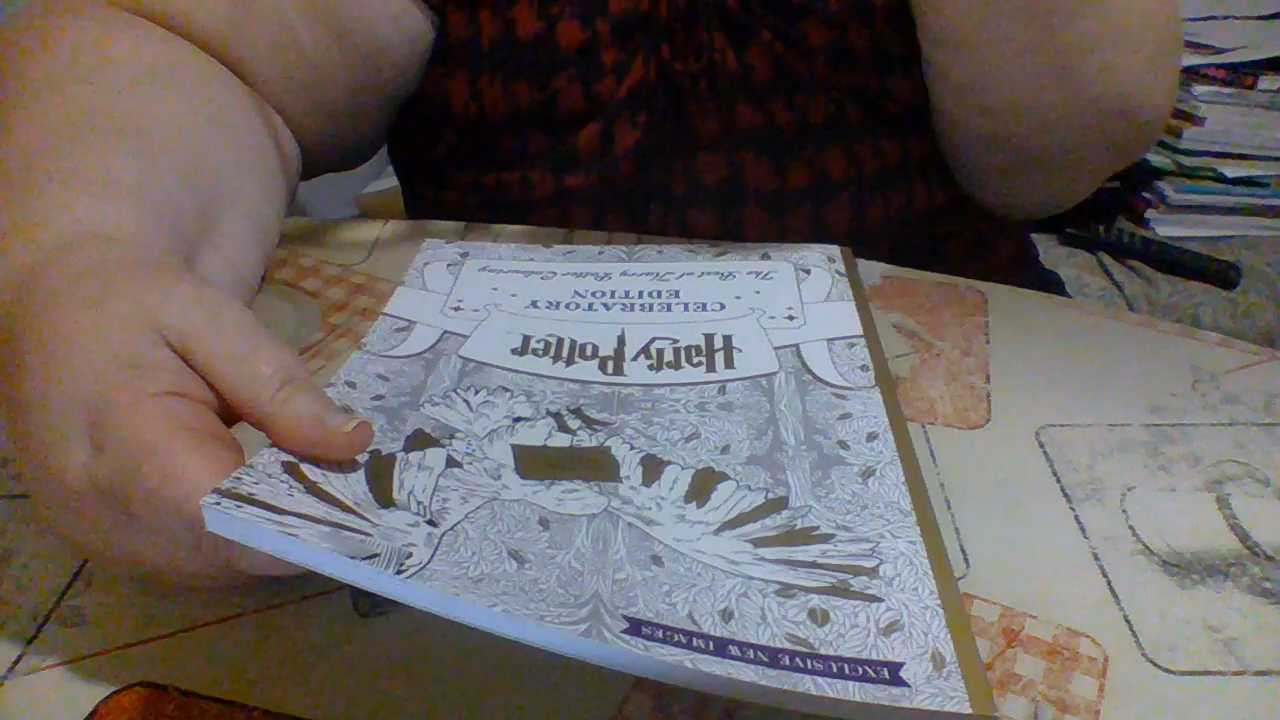 EXCLUSIVE NEW IMAGES
Harry Potter
CELEBRATORY
EDITION
The Best of Harry Potter Colouring